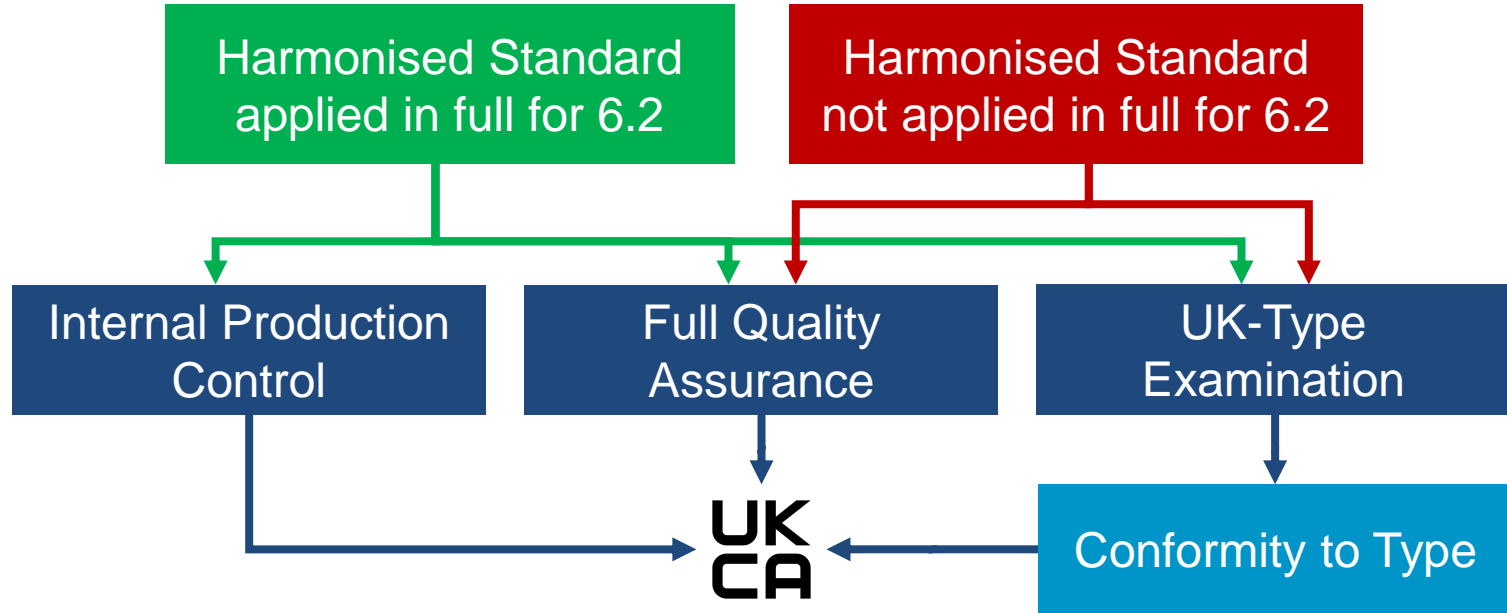 Harmonised Standard
applied in full for 6.2
Harmonised Standard
not applied in full for 6.2
Internal Production
Control
Full Quality
Assurance
UK-Type
Examination
UK
CA
Conformity to Type